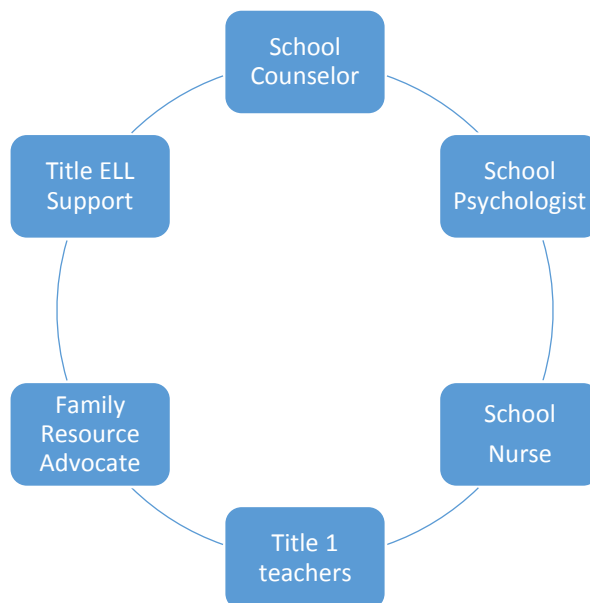 School
Counselor
School
Psychologist
School
Nurse
Title 1
teachers
Family
Resource
Advocate
Title ELL
Support